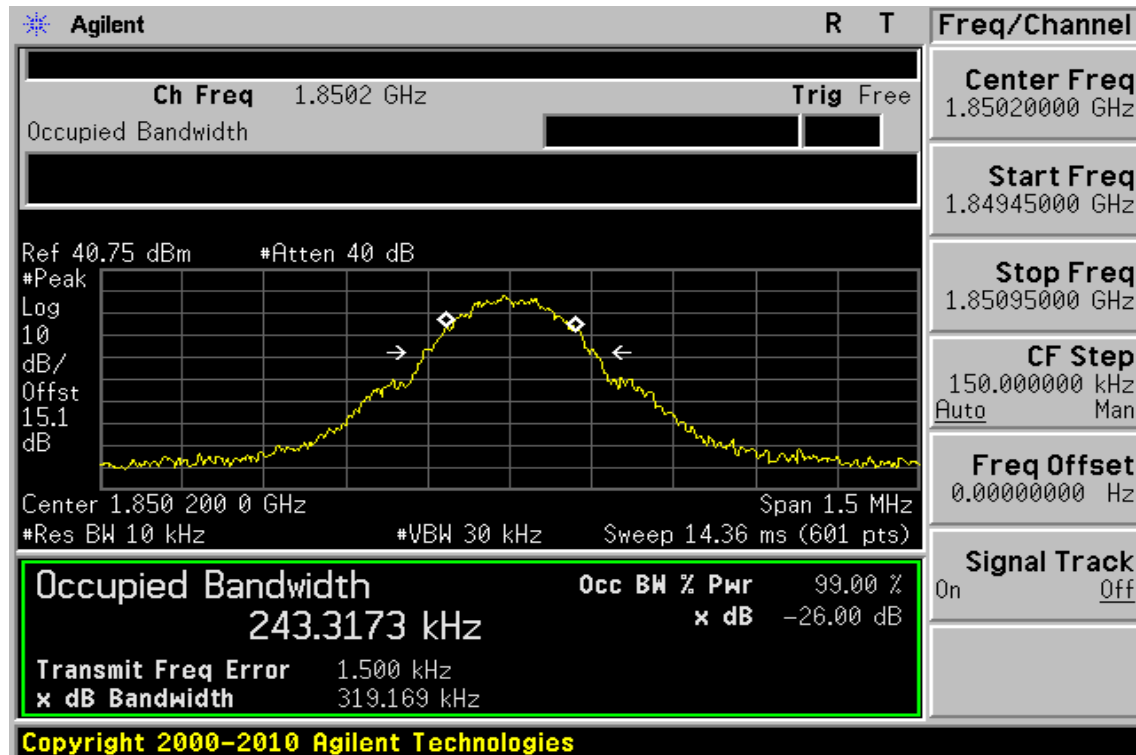 Agilent R T
Ch Freq 1.8502 GHz Trig Free
Occupied Bandwidth
Ref 40.75 dBm #Atten 40 dB
#Peak
Log
10
dB/
Offst
15.1
dB
Center 1.850 200 0 GHz Span 1.5 MHz
#Res BW 10 kHz #VBW 30 kHz Sweep 14.36 ms (601 pts)
Occupied Bandwidth Occ BW % Pwr 99.00 %
243.3173 kHz x dB -26.00 dB
Transmit Freq Error 1.500 kHz
x dB Bandwidth 319.169 kHz
Copyright 2000-2010 Agilent Technologies
Freq/Channel
Center Freq
1.85020000 GHz
Start Freq
1.84945000 GHz
Stop Freq
1.85095000 GHz
CF Step
150.000000 kHz
Auto Man
Freq Offset
0.00000000 Hz
Signal Track
On Off